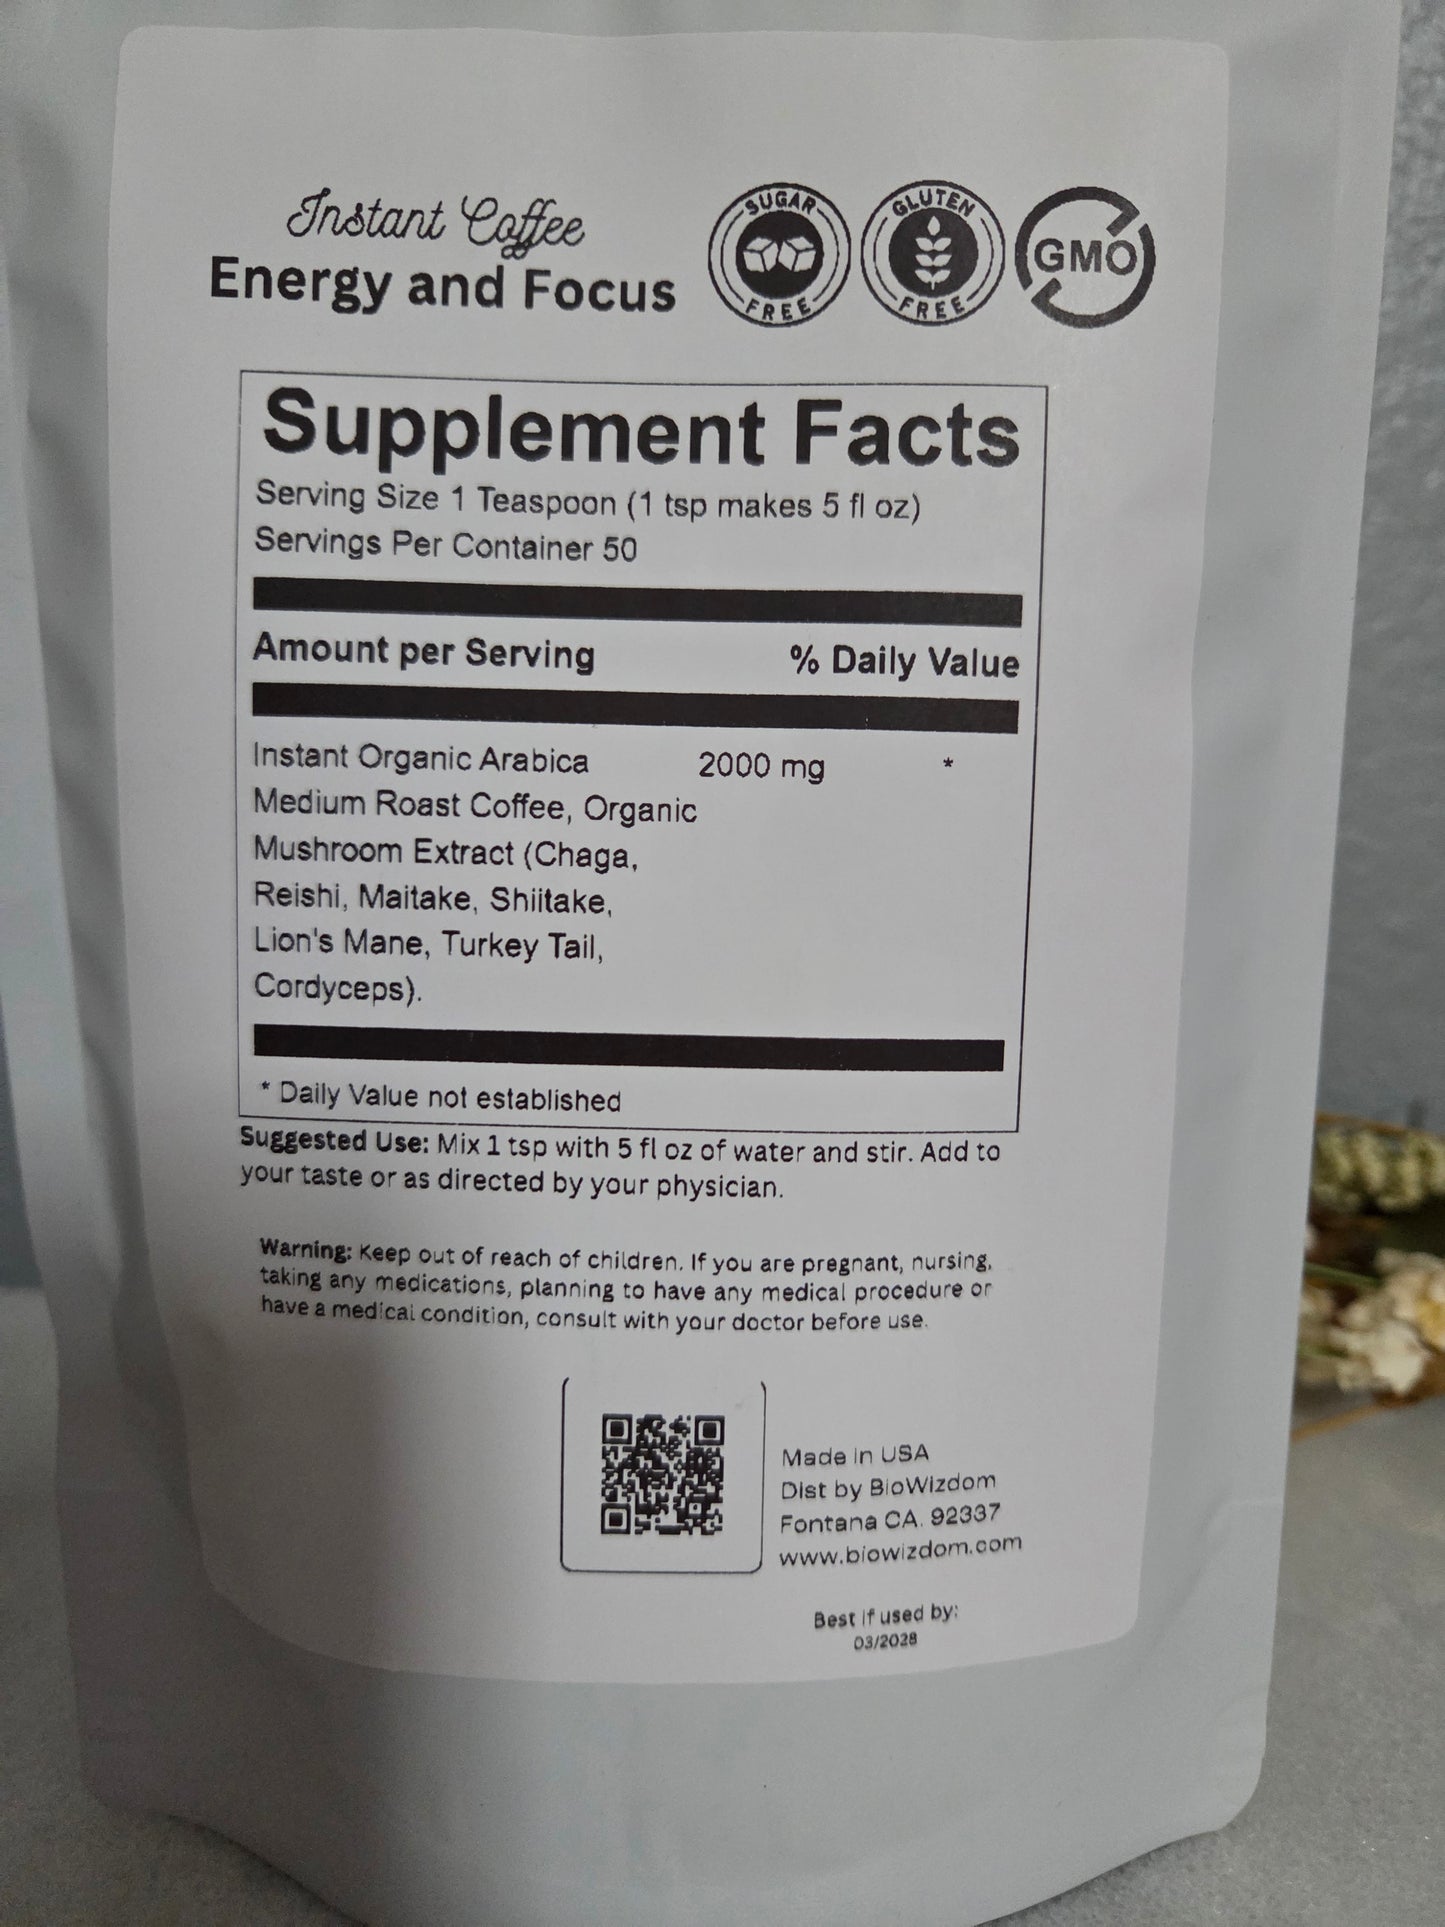 Instant Coffee
Energy and Focus
SUGAR
FREE
GLUTEN
FREE
GMO
Supplement Facts
Serving Size 1 Teaspoon (1 tsp makes 5 fl oz)
Servings Per Container 50
Amount per Serving % Daily Value
Instant Organic Arabica 2000 mg *
Medium Roast Coffee, Organic
Mushroom Extract (Chaga,
Reishi, Maitake, Shiitake,
Lion's Mane, Turkey Tail,
Cordyceps).
* Daily Value not established
Suggested Use: Mix 1 tsp with 5 fl oz of water and stir. Add to
your taste or as directed by your physician.
Warning: Keep out of reach of children. If you are pregnant, nursing,
taking any medications, planning to have any medical procedure or
have a medical condition, consult with your doctor before use.
Made in USA
Dist by BioWizdom
Fontana CA. 92337
www.biowizdom.com
Best if used by:
03/2028